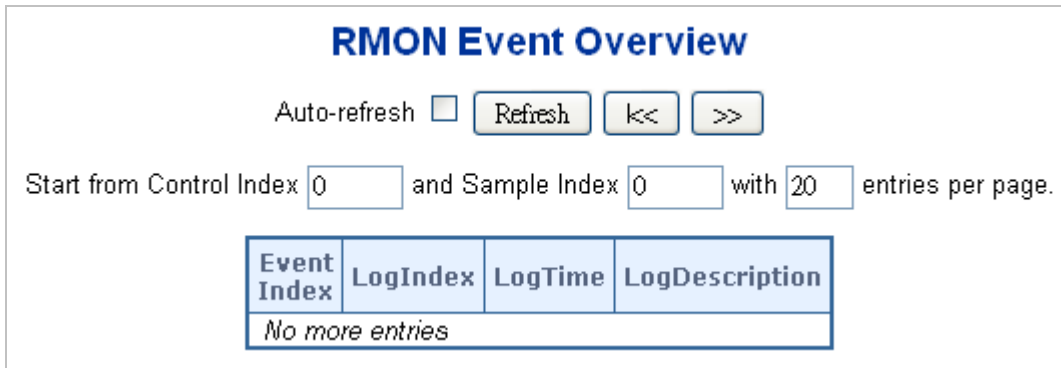 RMON Event Overview
Auto-refresh Refresh |<< >>
Start from Control Index 0 and Sample Index 0 with 20 entries per page.
Event Index LogIndex LogTime LogDescription
No more entries